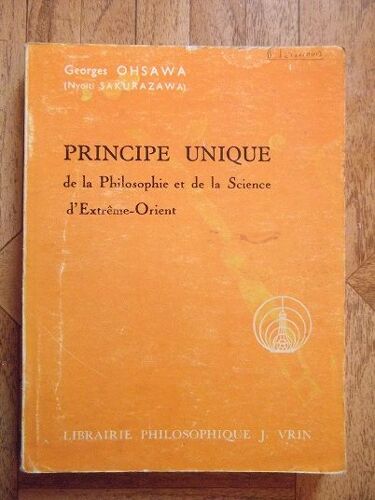 Georges OHSAWA
(Nyoiti SAKURAZAWA)
PRINCIPE UNIQUE
de la Philosophie et de la Science
d'Extrême-Orient
LIBRAIRIE PHILOSOPHIQUE J. VRIN